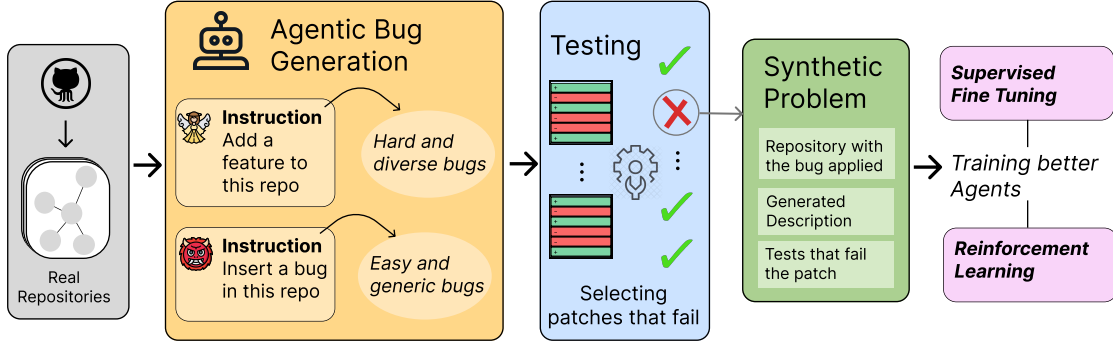 Real
Repositories
Agentic Bug
Generation
Instruction
Add a
feature to
this repo
Hard and
diverse bugs
Instruction
Insert a bug
in this repo
Easy and
generic bugs
Testing
Selecting
patches that fail
Synthetic
Problem
Repository with
the bug applied
Generated
Description
Tests that fail
the patch
Supervised
Fine Tuning
Training better
Agents
Reinforcement
Learning